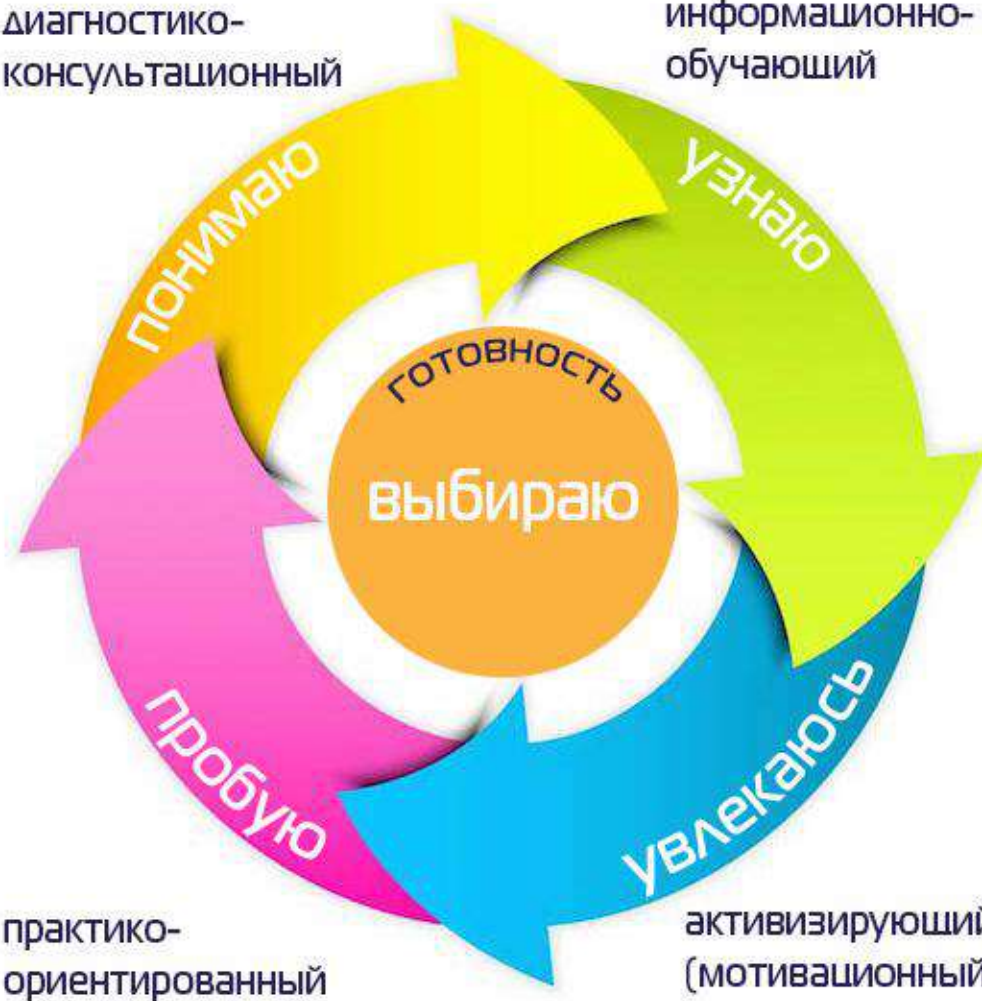 диагностико-
консультационный
информационно-
обучающий
понимаю
узнаю
готовность
выбираю
пробую
увлекаюсь
практико-
ориентированный
активизирующий
(мотивационный